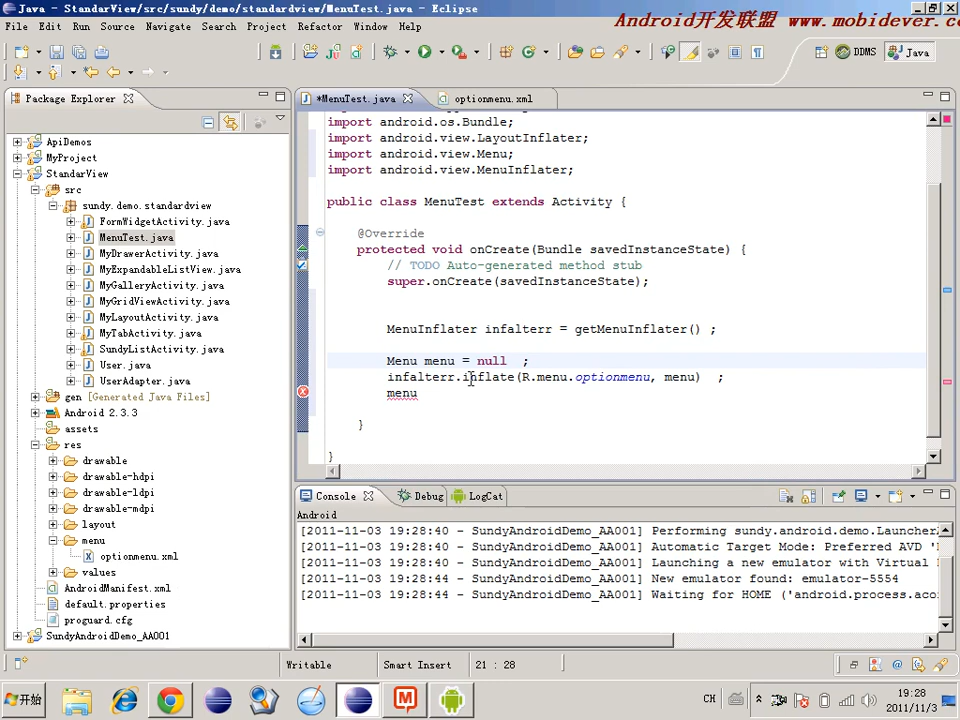 Java - StandarView/src/sundy/demo/standardview/MenuTest.java - Eclipse
Android开发联盟 www.mobidever.com
File Edit Run Source Navigate Search Project Refactor Window Help
DDMS Java
Package Explorer
*MenuTest.java optionmenu.xml
ApiDemos
MyProject
StandarView
src
sundy.demo.standardview
FormWidgetActivity.java
MenuTest.java
MyDrawerActivity.java
MyExpandableListView.java
MyGalleryActivity.java
MyGridViewActivity.java
MyLayoutActivity.java
MyTabActivity.java
SundyListActivity.java
User.java
UserAdapter.java
gen [Generated Java Files]
Android 2.3.3
assets
res
drawable
drawable-hdpi
drawable-ldpi
drawable-mdpi
layout
menu
optionmenu.xml
values
AndroidManifest.xml
default.properties
proguard.cfg
SundyAndroidDemo_AA001
import android.os.Bundle;
import android.view.LayoutInflater;
import android.view.Menu;
import android.view.MenuInflater;
public class MenuTest extends Activity {
@Override
protected void onCreate(Bundle savedInstanceState) {
// TODO Auto-generated method stub
super.onCreate(savedInstanceState);
MenuInflater infalterr = getMenuInflater() ;
Menu menu = null ;
infalterr.inflate(R.menu.optionmenu, menu) ;
menu
}
}
Console Debug LogCat
Android
[2011-11-03 19:28:40 - SundyAndroidDemo_AA001] Performing sundy.android.demo.Launcher
[2011-11-03 19:28:40 - SundyAndroidDemo_AA001] Automatic Target Mode: Preferred AVD '
[2011-11-03 19:28:40 - SundyAndroidDemo_AA001] Launching a new emulator with Virtual
[2011-11-03 19:28:44 - SundyAndroidDemo_AA001] New emulator found: emulator-5554
[2011-11-03 19:28:44 - SundyAndroidDemo_AA001] Waiting for HOME ('android.process.aco
Writable Smart Insert 21 : 28
开始
CH
19:28
2011/11/3